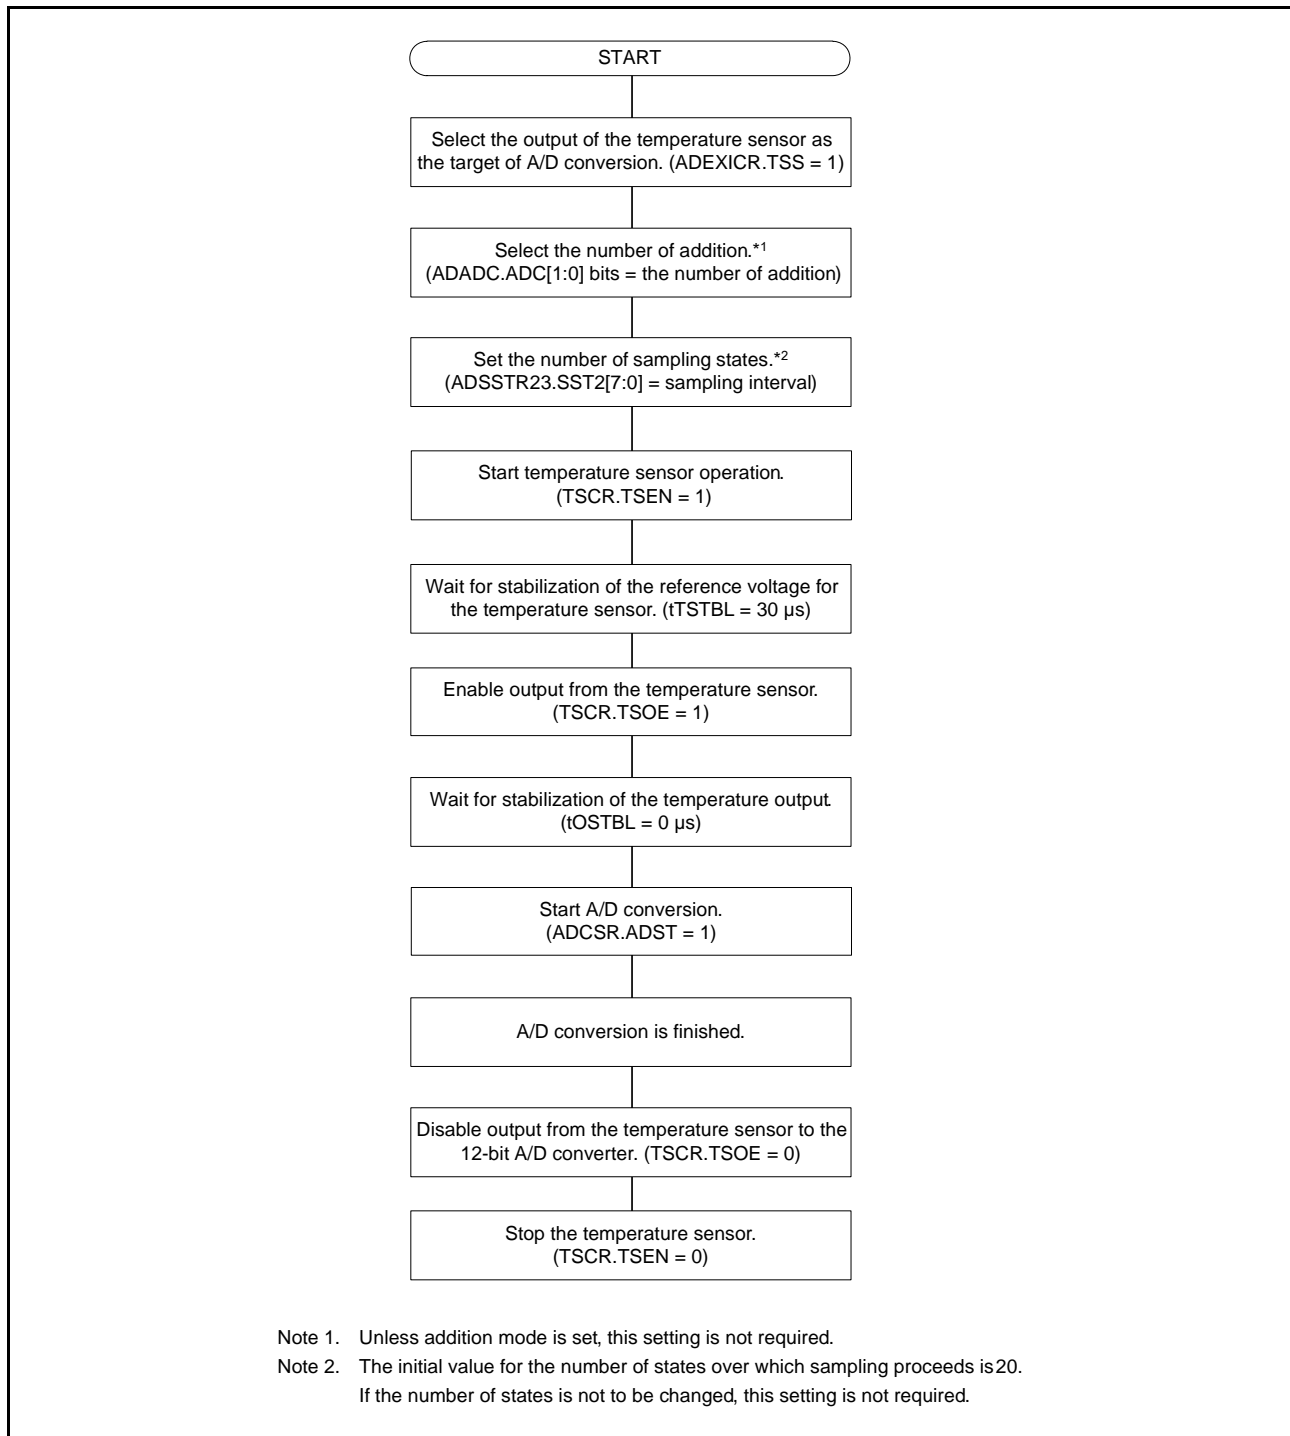 START
Select the output of the temperature sensor as
the target of A/D conversion. (ADEXICR.TSS = 1)
Select the number of addition.*1
(ADADC.ADC[1:0] bits = the number of addition)
Set the number of sampling states.*2
(ADSSTR23.SST2[7:0] = sampling interval)
Start temperature sensor operation.
(TSCR.TSEN = 1)
Wait for stabilization of the reference voltage for
the temperature sensor. (tTSTBL = 30 μs)
Enable output from the temperature sensor.
(TSCR.TSOE = 1)
Wait for stabilization of the temperature output.
(tOSTBL = 0 μs)
Start A/D conversion.
(ADCSR.ADST = 1)
A/D conversion is finished.
Disable output from the temperature sensor to the
12-bit A/D converter. (TSCR.TSOE = 0)
Stop the temperature sensor.
(TSCR.TSEN = 0)
Note 1. Unless addition mode is set, this setting is not required.
Note 2. The initial value for the number of states over which sampling proceeds is 20.
If the number of states is not to be changed, this setting is not required.